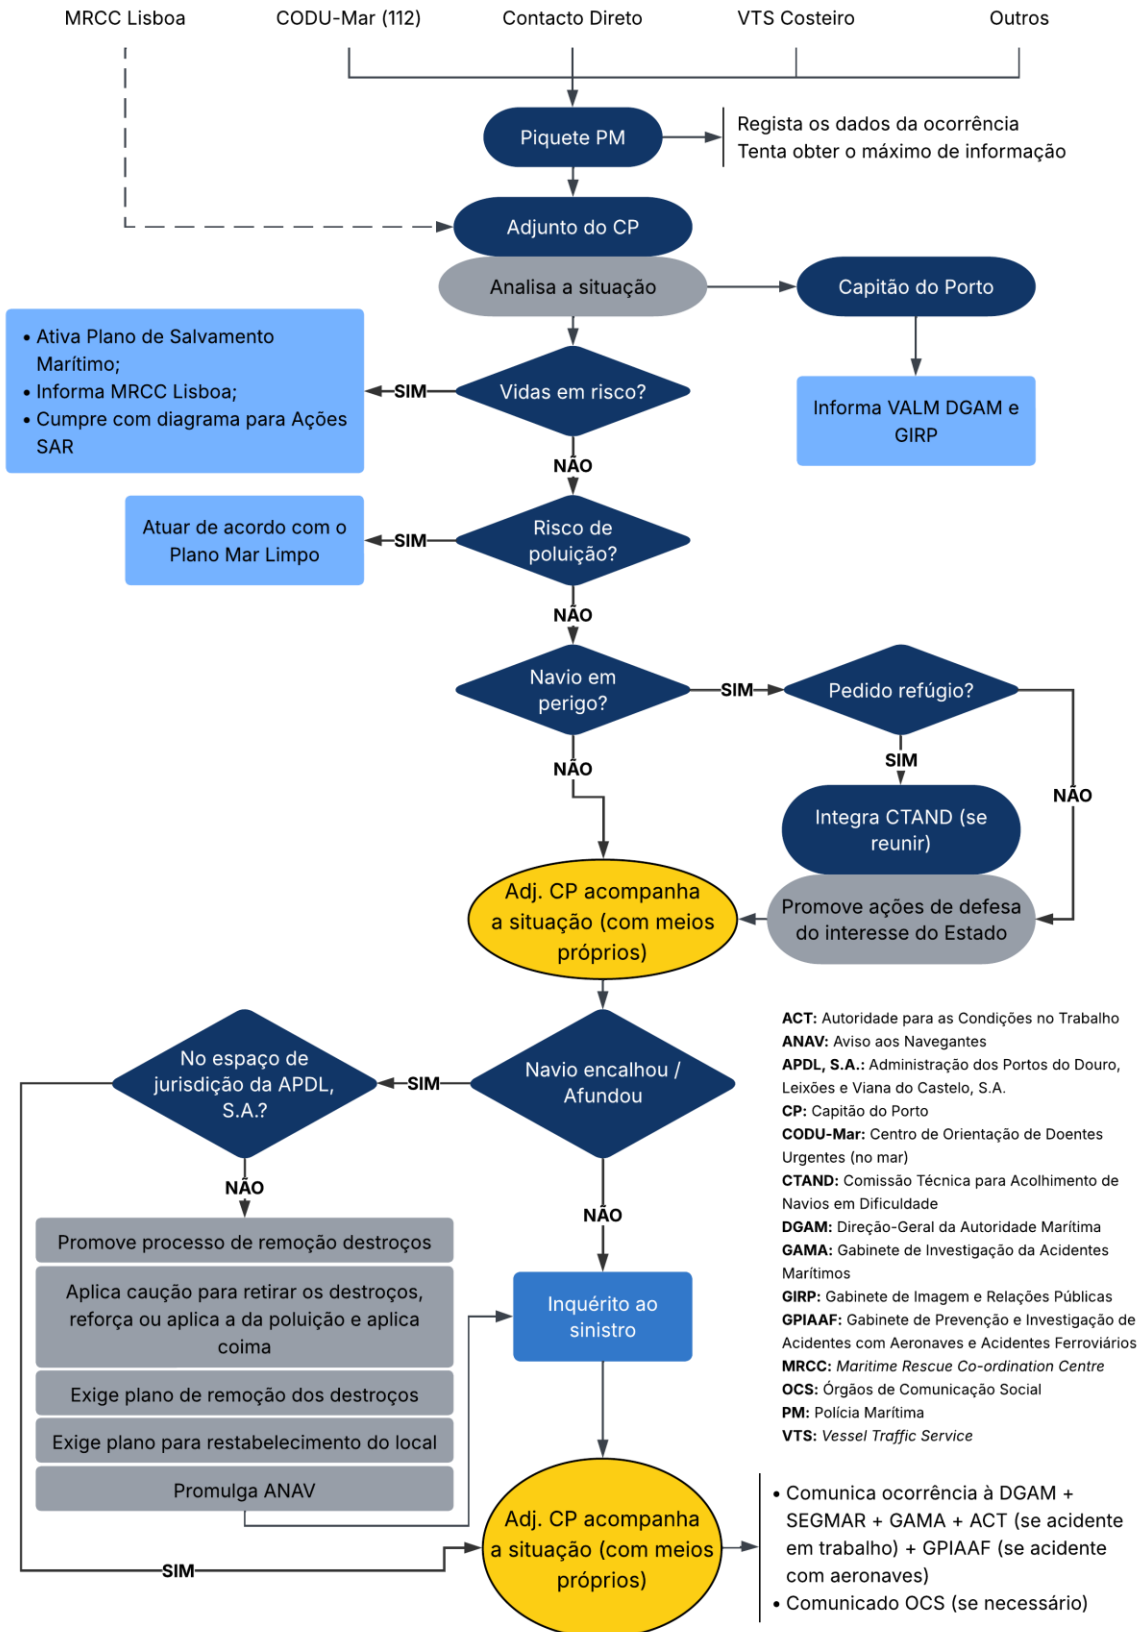 MRCC Lisboa
CODU-Mar (112)
Contacto Direto
VTS Costeiro
Outros
Piquete PM
Regista os dados da ocorrência
Tenta obter o máximo de informação
Adjunto do CP
Analisa a situação
Capitão do Porto
• Ativa Plano de Salvamento
Marítimo;
• Informa MRCC Lisboa;
• Cumpre com diagrama para Ações
SAR
SIM
Vidas em risco?
Informa VALM DGAM e
GIRP
NÃO
Atuar de acordo com o
Plano Mar Limpo
SIM
Risco de
poluição?
NÃO
Navio em
perigo?
SIM
Pedido refúgio?
NÃO
SIM
NÃO
Integra CTAND (se
reunir)
Promove ações de defesa
do interesse do Estado
Adj. CP acompanha
a situação (com meios
próprios)
No espaço de
jurisdição da APDL,
S.A.?
SIM
Navio encalhou /
Afundou
NÃO
NÃO
Promove processo de remoção destroços
Aplica caução para retirar os destroços,
reforça ou aplica a da poluição e aplica
coima
Exige plano de remoção dos destroços
Exige plano para restabelecimento do local
Promulga ANAV
Inquérito ao
sinistro
SIM
Adj. CP acompanha
a situação (com meios
próprios)
ACT: Autoridade para as Condições no Trabalho
ANAV: Aviso aos Navegantes
APDL, S.A.: Administração dos Portos do Douro,
Leixões e Viana do Castelo, S.A.
CP: Capitão do Porto
CODU-Mar: Centro de Orientação de Doentes
Urgentes (no mar)
CTAND: Comissão Técnica para Acolhimento de
Navios em Dificuldade
DGAM: Direção-Geral da Autoridade Marítima
GAMA: Gabinete de Investigação da Acidentes
Marítimos
GIRP: Gabinete de Imagem e Relações Públicas
GPIAAF: Gabinete de Prevenção e Investigação de
Acidentes com Aeronaves e Acidentes Ferroviários
MRCC: Maritime Rescue Co-ordination Centre
OCS: Órgãos de Comunicação Social
PM: Polícia Marítima
VTS: Vessel Traffic Service
• Comunica ocorrência à DGAM +
SEGMAR + GAMA + ACT (se acidente
em trabalho) + GPIAAF (se acidente
com aeronaves)
• Comunicado OCS (se necessário)